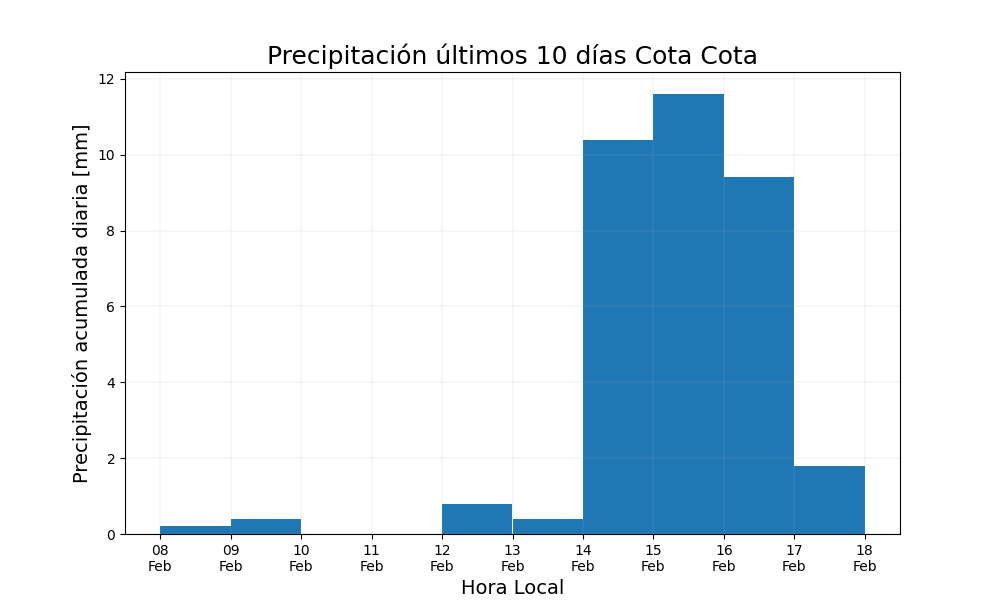 Precipitación últimos 10 días Cota Cota
Precipitación acumulada diaria [mm]
12
10
8
6
4
2
0
08 09 10 11 12 13 14 15 16 17 18
Feb Feb Feb Feb Feb Feb Feb Feb Feb Feb Feb
Hora Local